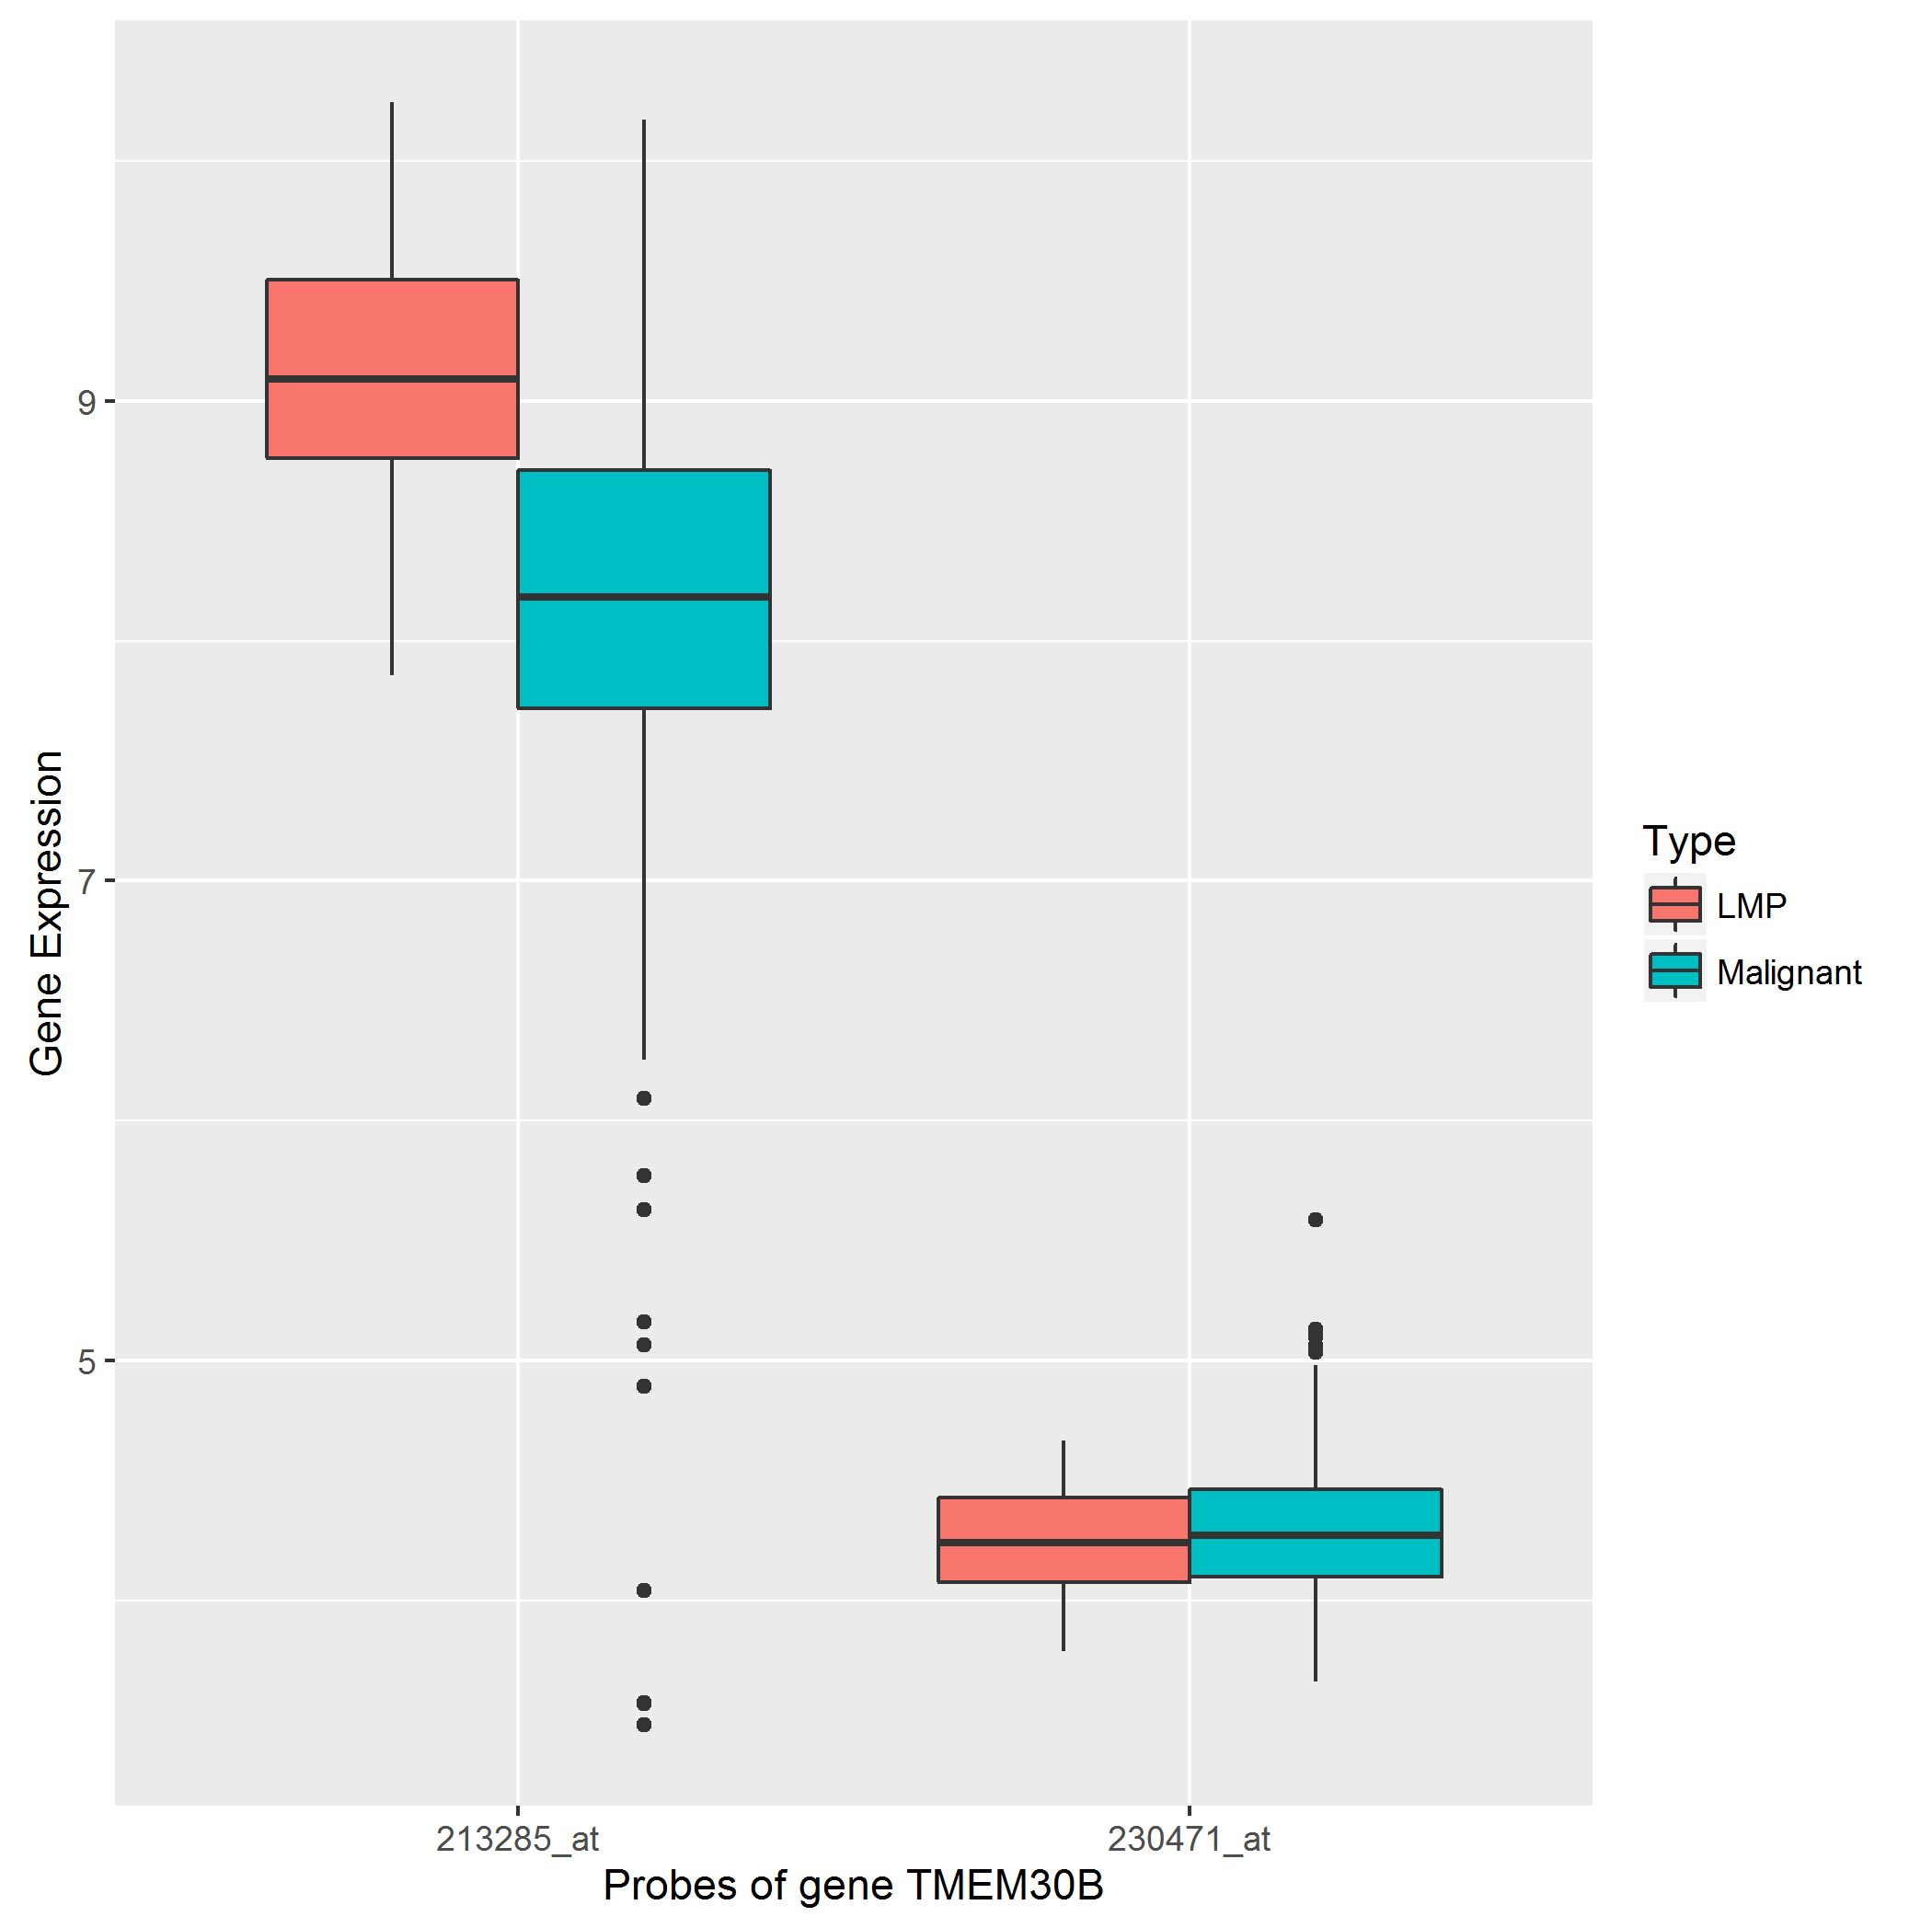 Gene Expression
9
7
5
213285_at
230471_at
Probes of gene TMEM30B
Type
LMP
Malignant